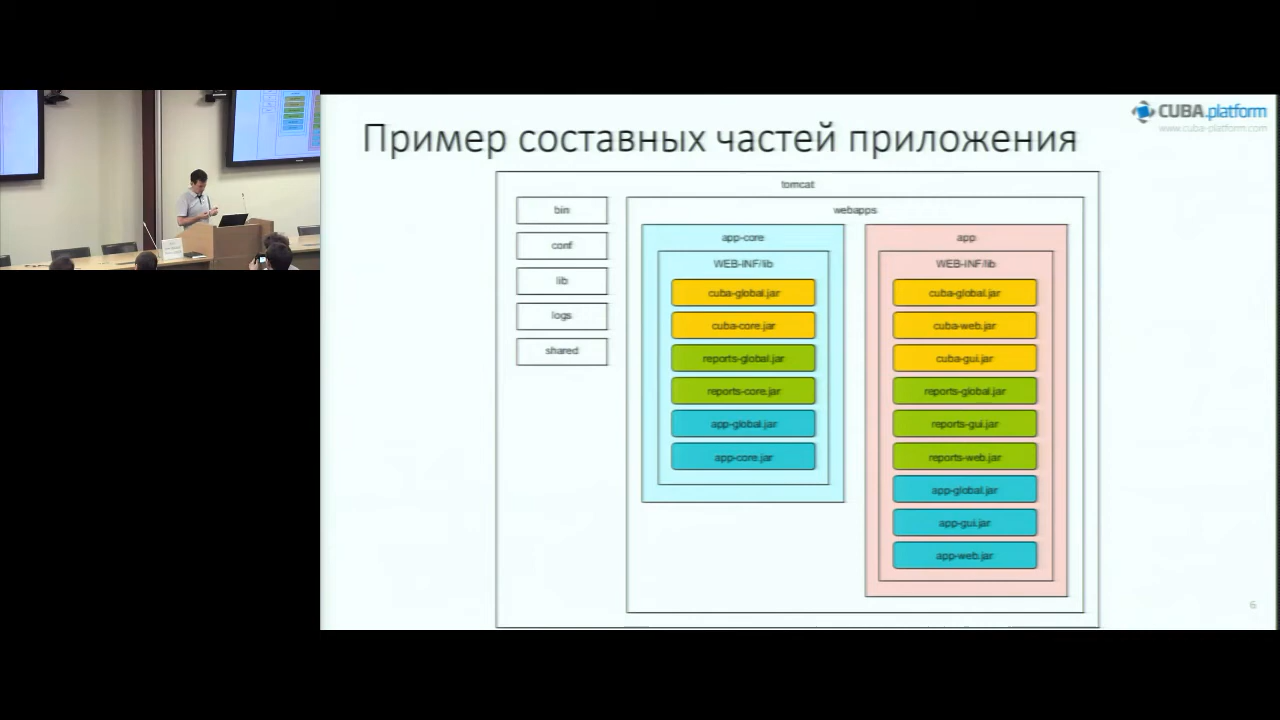 CUBA.platform
www.cuba-platform.com
Пример составных частей приложения
tomcat
bin
conf
lib
logs
shared
webapps
app-core
WEB-INF/lib
cuba-global.jar
cuba-core.jar
reports-global.jar
reports-core.jar
app-global.jar
app-core.jar
app
WEB-INF/lib
cuba-global.jar
cuba-web.jar
cuba-gui.jar
reports-global.jar
reports-gui.jar
reports-web.jar
app-global.jar
app-gui.jar
app-web.jar
6